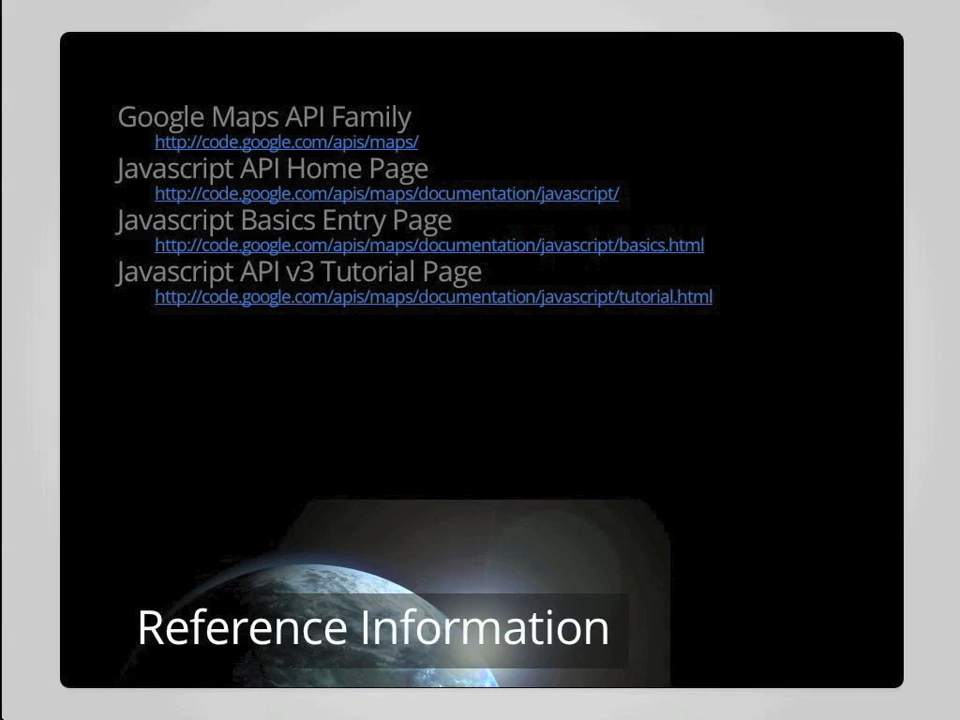 Google Maps API Family
http://code.google.com/apis/maps/
Javascript API Home Page
http://code.google.com/apis/maps/documentation/javascript/
Javascript Basics Entry Page
http://code.google.com/apis/maps/documentation/javascript/basics.html
Javascript API v3 Tutorial Page
http://code.google.com/apis/maps/documentation/javascript/tutorial.html
Reference Information